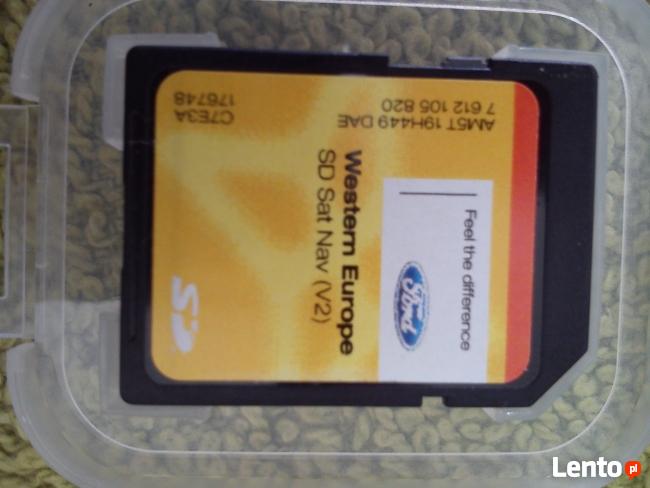 Feel the difference
Ford
Western Europe
SD Sat Nav (V2)
SD
AM5T 19H449 DAE
7 612 105 820
C7E3A
176748
Lento.pl